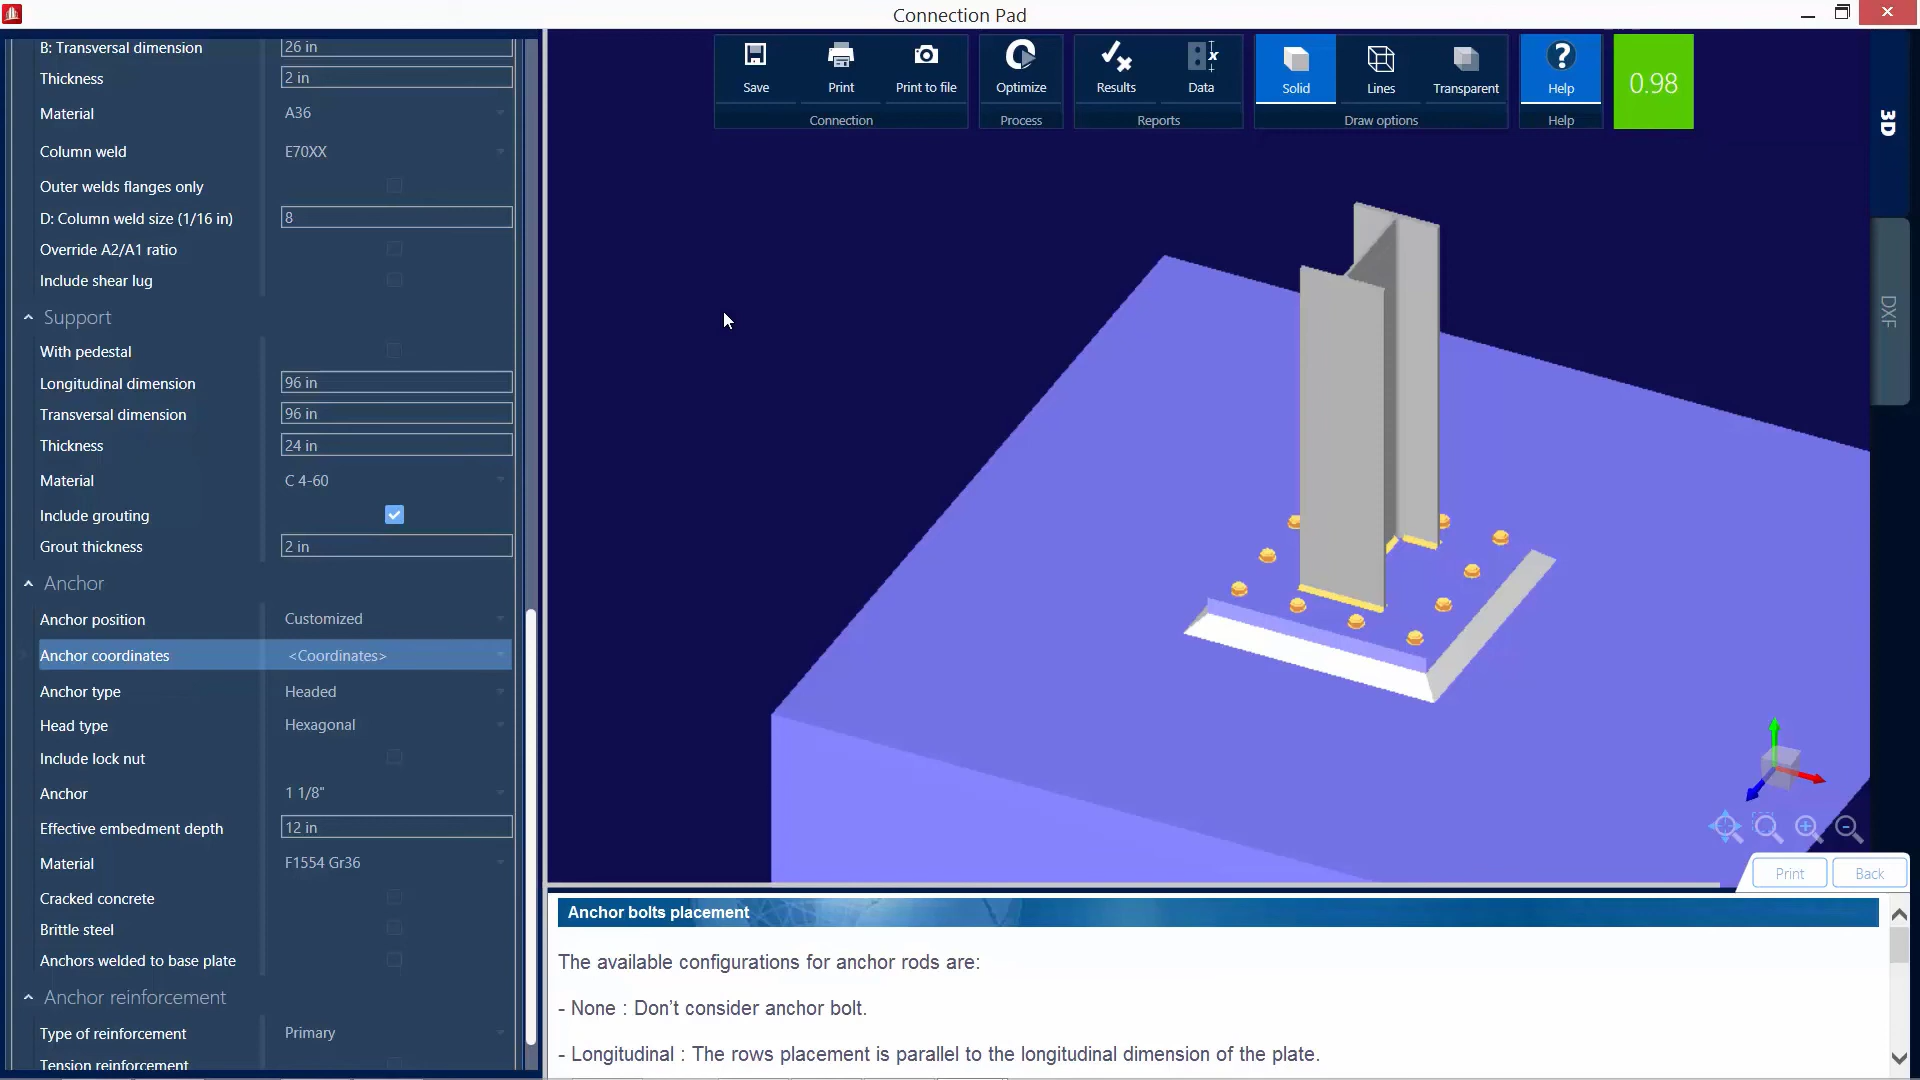 Connection Pad
B: Transversal dimension 26 in
Thickness 2 in
Material A36
Column weld E70XX
Outer welds flanges only
D: Column weld size (1/16 in) 8
Override A2/A1 ratio
Include shear lug
Support
With pedestal
Longitudinal dimension 96 in
Transversal dimension 96 in
Thickness 24 in
Material C 4-60
Include grouting
Grout thickness 2 in
Anchor
Anchor position Customized
Anchor coordinates <Coordinates>
Anchor type Headed
Head type Hexagonal
Include lock nut
Anchor 1 1/8"
Effective embedment depth 12 in
Material F1554 Gr36
Cracked concrete
Brittle steel
Anchors welded to base plate
Anchor reinforcement
Type of reinforcement Primary
Tension reinforcement
Save Print Print to file Optimize Results Data Solid Lines Transparent Help 0.98
Connection Process Reports Draw options Help
3D
DXF
Print Back
Anchor bolts placement
The available configurations for anchor rods are:
- None : Don't consider anchor bolt.
- Longitudinal : The rows placement is parallel to the longitudinal dimension of the plate.